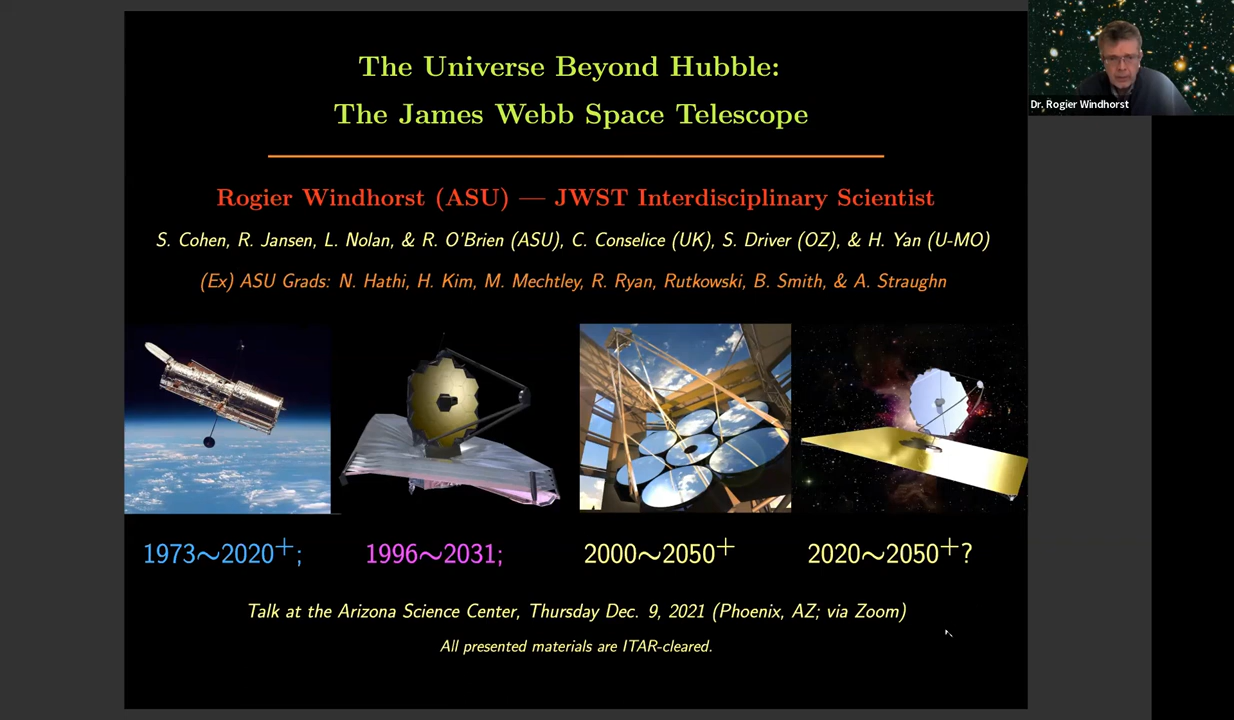 The Universe Beyond Hubble:
The James Webb Space Telescope
Rogier Windhorst (ASU) — JWST Interdisciplinary Scientist
S. Cohen, R. Jansen, L. Nolan, & R. O'Brien (ASU), C. Conselice (UK), S. Driver (OZ), & H. Yan (U-MO)
(Ex) ASU Grads: N. Hathi, H. Kim, M. Mechtley, R. Ryan, Rutkowski, B. Smith, & A. Straughn
1973∼2020+; 1996∼2031; 2000∼2050+ 2020∼2050+?
Talk at the Arizona Science Center, Thursday Dec. 9, 2021 (Phoenix, AZ; via Zoom)
All presented materials are ITAR-cleared.
Dr. Rogier Windhorst